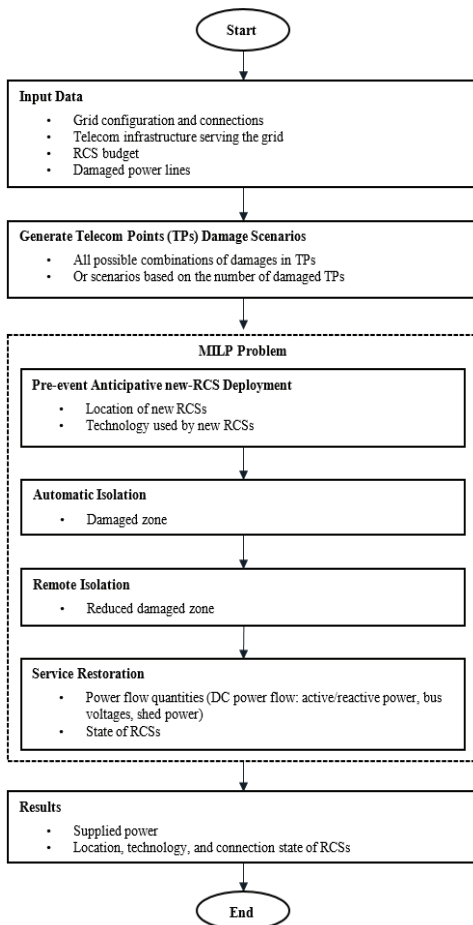 Start
Input Data
• Grid configuration and connections
• Telecom infrastructure serving the grid
• RCS budget
• Damaged power lines
Generate Telecom Points (TPs) Damage Scenarios
• All possible combinations of damages in TPs
• Or scenarios based on the number of damaged TPs
MILP Problem
Pre-event Anticipative new-RCS Deployment
• Location of new RCSs
• Technology used by new RCSs
Automatic Isolation
• Damaged zone
Remote Isolation
• Reduced damaged zone
Service Restoration
• Power flow quantities (DC power flow: active/reactive power, bus
voltages, shed power)
• State of RCSs
Results
• Supplied power
• Location, technology, and connection state of RCSs
End